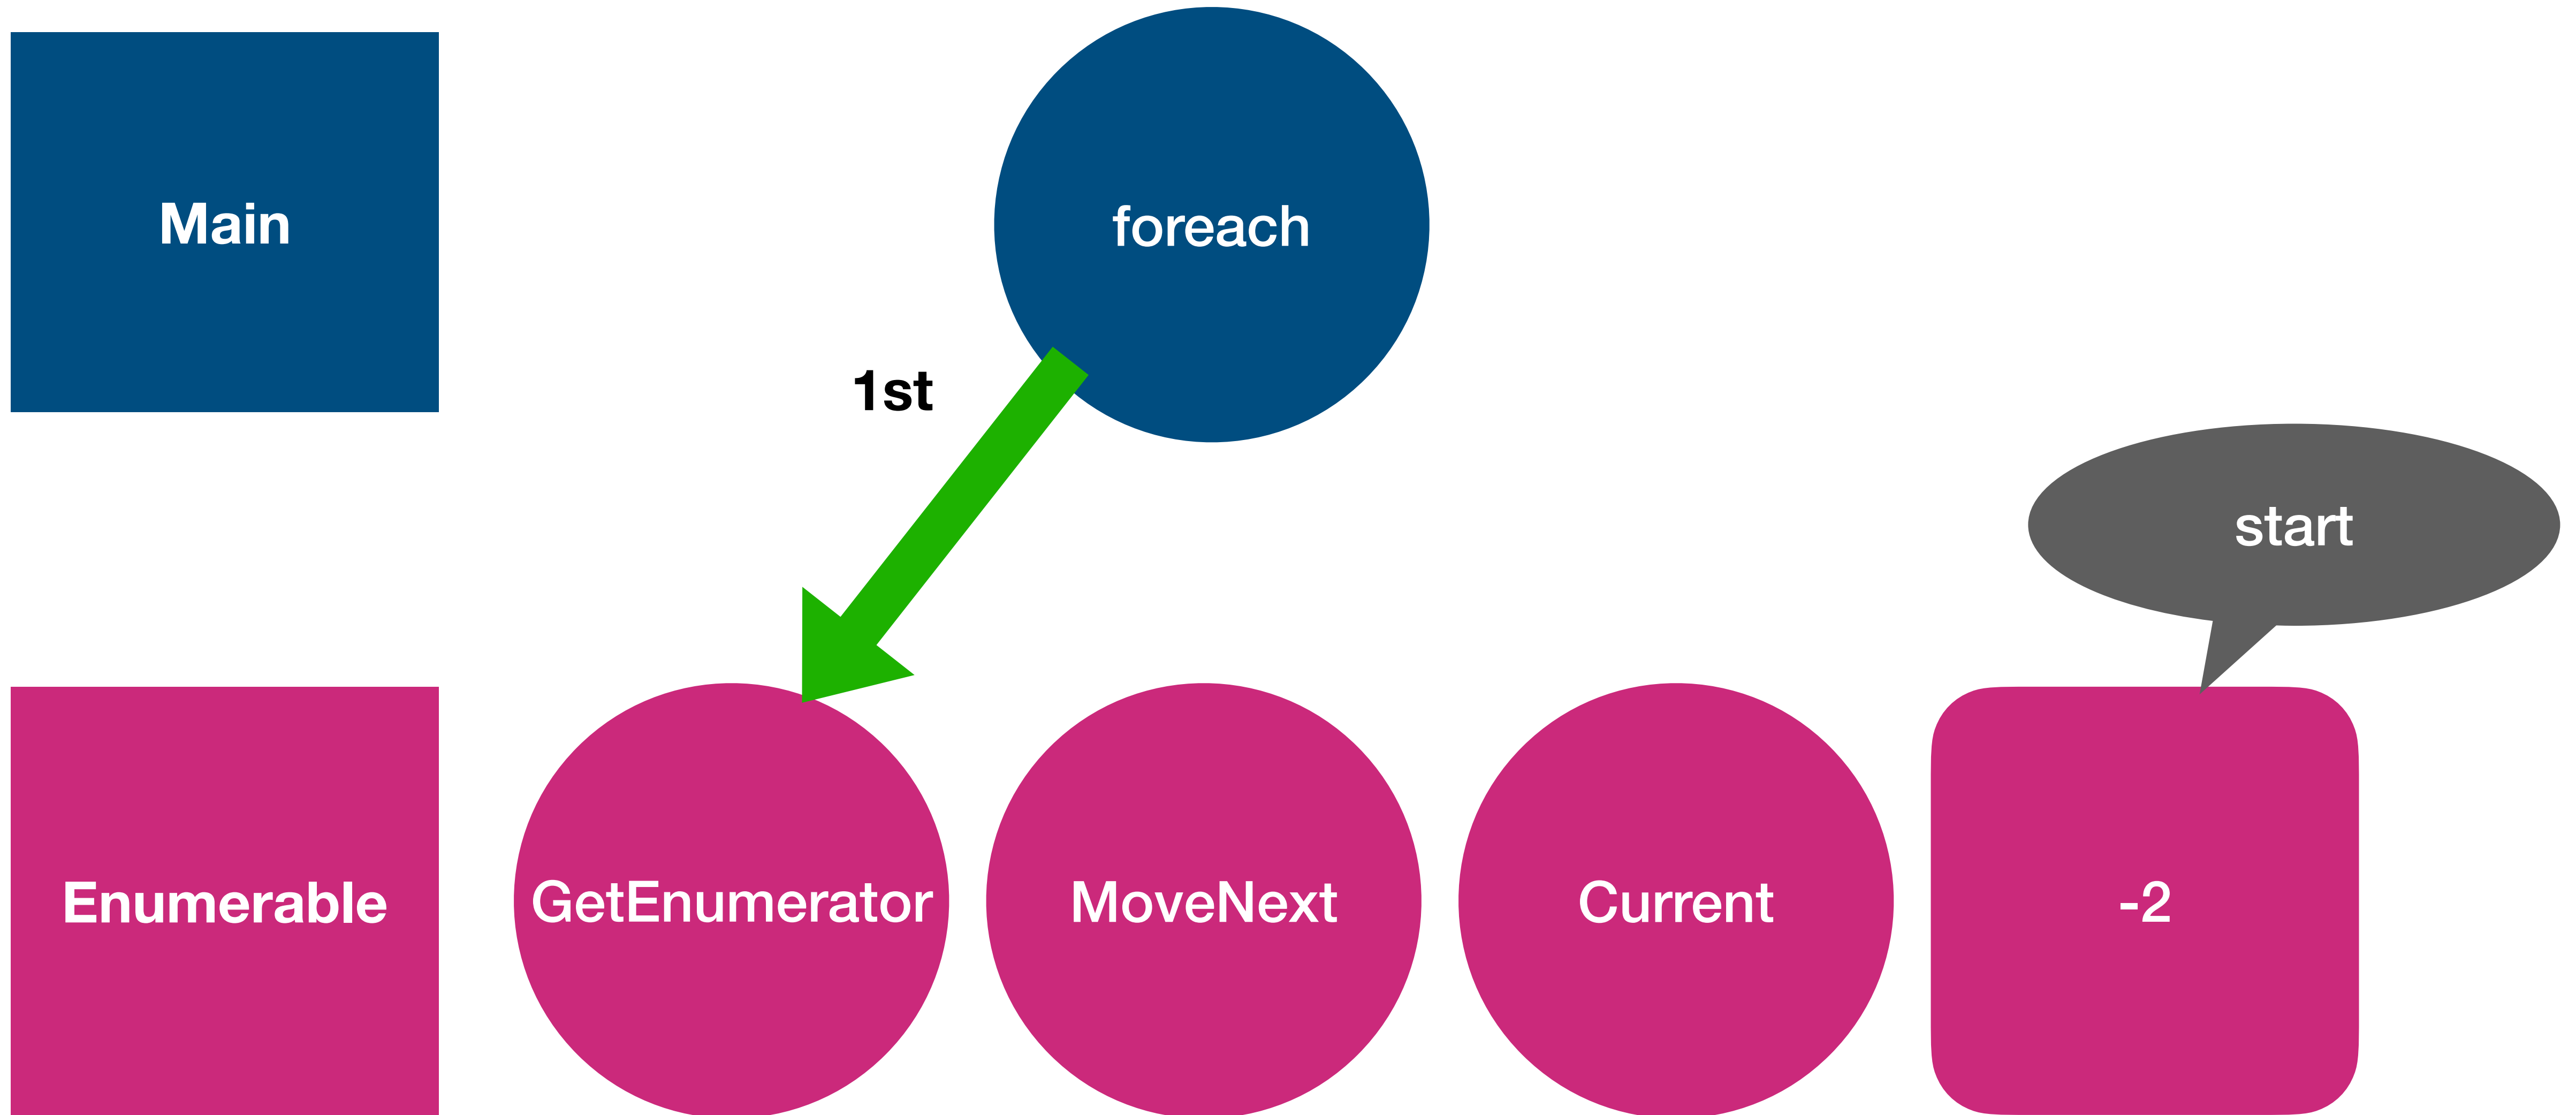 Main
foreach
1st
start
Enumerable
GetEnumerator
MoveNext
Current
-2